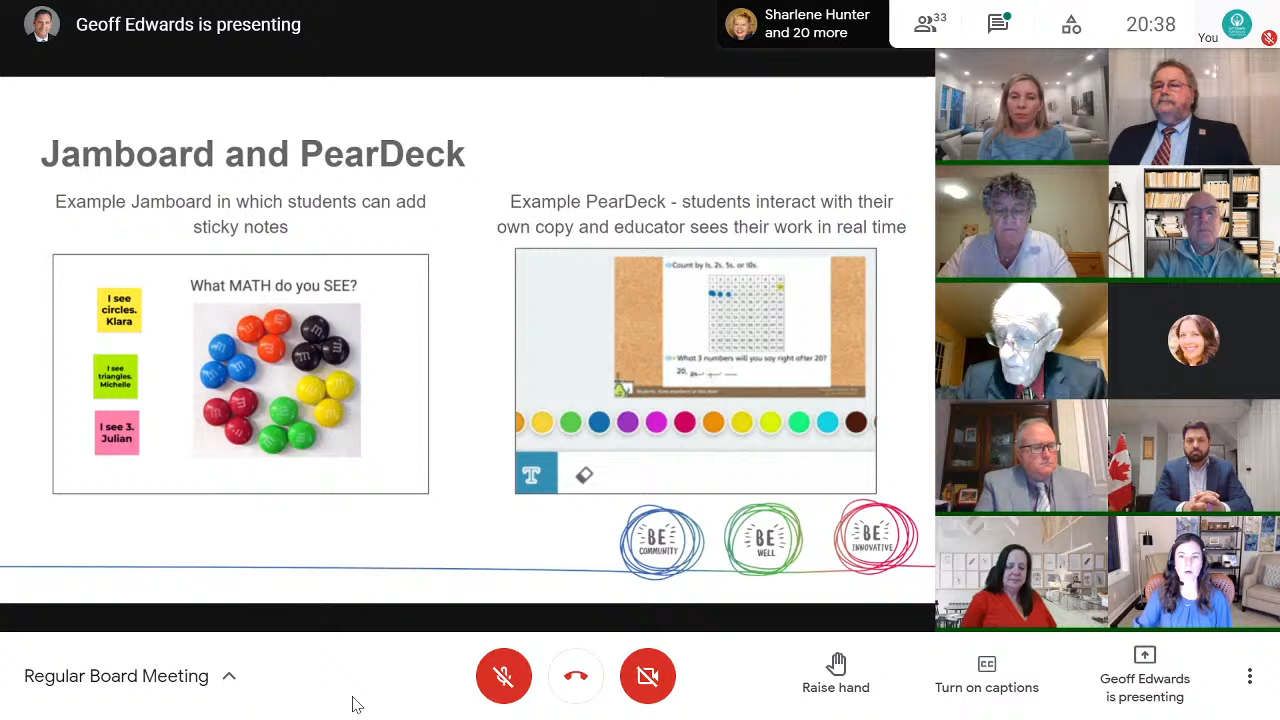 Geoff Edwards is presenting
Sharlene Hunter
and 20 more
33
20:38
You
Jamboard and PearDeck
Example Jamboard in which students can add
sticky notes
Example PearDeck - students interact with their
own copy and educator sees their work in real time
What MATH do you SEE?
I see
circles.
Klara
I see
triangles.
Michelle
I see 3.
Julian
Count by 1s, 2s, 5s, or 10s.
What 3 numbers will you say right after 20?
20,
T
BE
COMMUNITY
BE
WELL
BE
INNOVATIVE
Regular Board Meeting
Raise hand
CC
Turn on captions
Geoff Edwards
is presenting